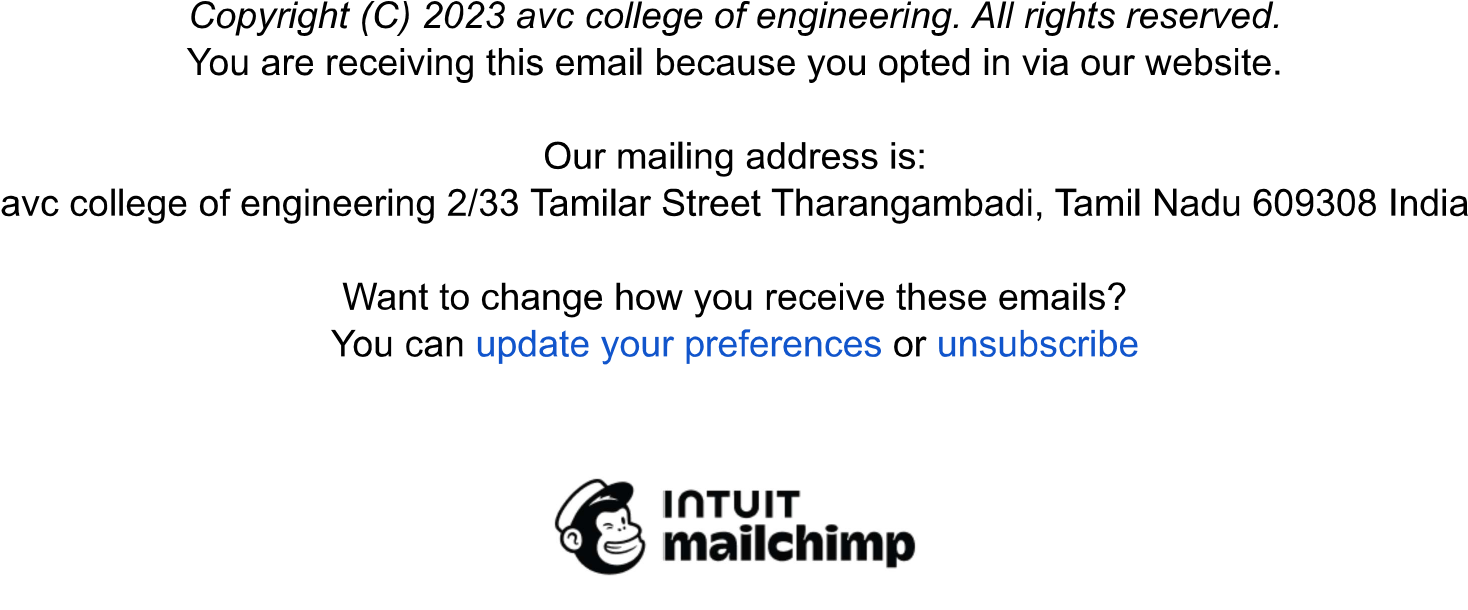 Copyright (C) 2023 avc college of engineering. All rights reserved.
You are receiving this email because you opted in via our website.
Our mailing address is:
avc college of engineering 2/33 Tamilar Street Tharangambadi, Tamil Nadu 609308 India
Want to change how you receive these emails?
You can update your preferences or unsubscribe
INTUIT
mailchimp